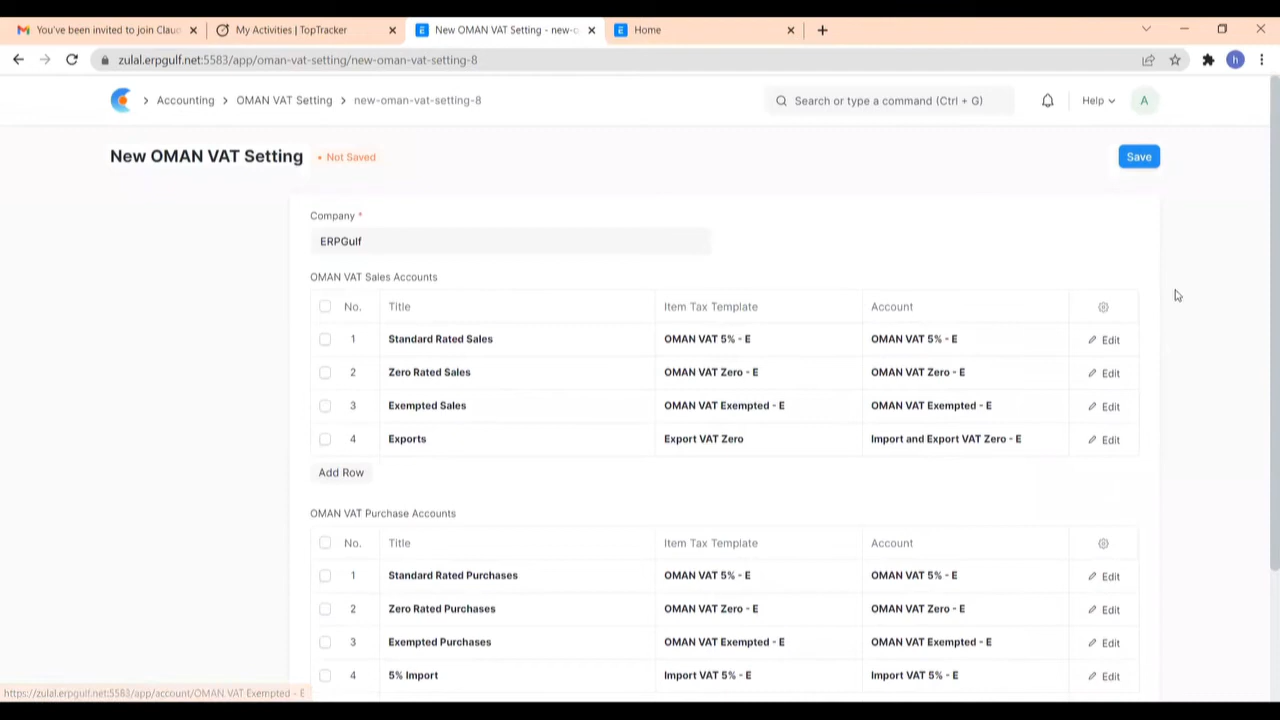 You've been invited to join Clau
My Activities | TopTracker
New OMAN VAT Setting - new-o
Home
zulal.erpgulf.net:5583/app/oman-vat-setting/new-oman-vat-setting-8
h
Accounting > OMAN VAT Setting > new-oman-vat-setting-8
Search or type a command (Ctrl + G)
Help
A
New OMAN VAT Setting
• Not Saved
Save
Company *
ERPGulf
OMAN VAT Sales Accounts
No. Title Item Tax Template Account
1 Standard Rated Sales OMAN VAT 5% - E OMAN VAT 5% - E Edit
2 Zero Rated Sales OMAN VAT Zero - E OMAN VAT Zero - E Edit
3 Exempted Sales OMAN VAT Exempted - E OMAN VAT Exempted - E Edit
4 Exports Export VAT Zero Import and Export VAT Zero - E Edit
Add Row
OMAN VAT Purchase Accounts
No. Title Item Tax Template Account
1 Standard Rated Purchases OMAN VAT 5% - E OMAN VAT 5% - E Edit
2 Zero Rated Purchases OMAN VAT Zero - E OMAN VAT Zero - E Edit
3 Exempted Purchases OMAN VAT Exempted - E OMAN VAT Exempted - E Edit
4 5% Import Import VAT 5% - E Import VAT 5% - E Edit
https://zulal.erpgulf.net:5583/app/account/OMAN VAT Exempted - E